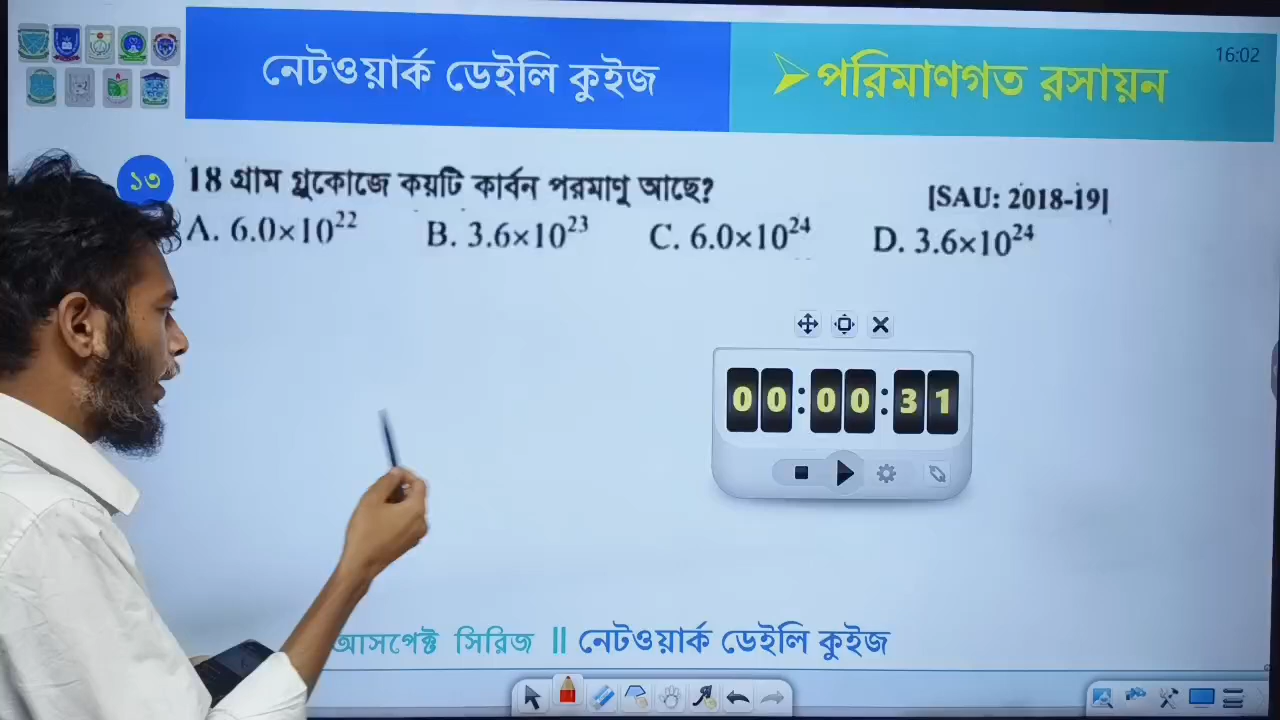 নেটওয়ার্ক ডেইলি কুইজ
➢পরিমাণগত রসায়ন
16:02
১৩ 18 গ্রাম গ্লুকোজে কয়টি কার্বন পরমাণু আছে?
[SAU: 2018-19]
A. 6.0×10²² B. 3.6×10²³ C. 6.0×10²⁴ D. 3.6×10²⁴
00:00:31
আসপেক্ট সিরিজ || নেটওয়ার্ক ডেইলি কুইজ